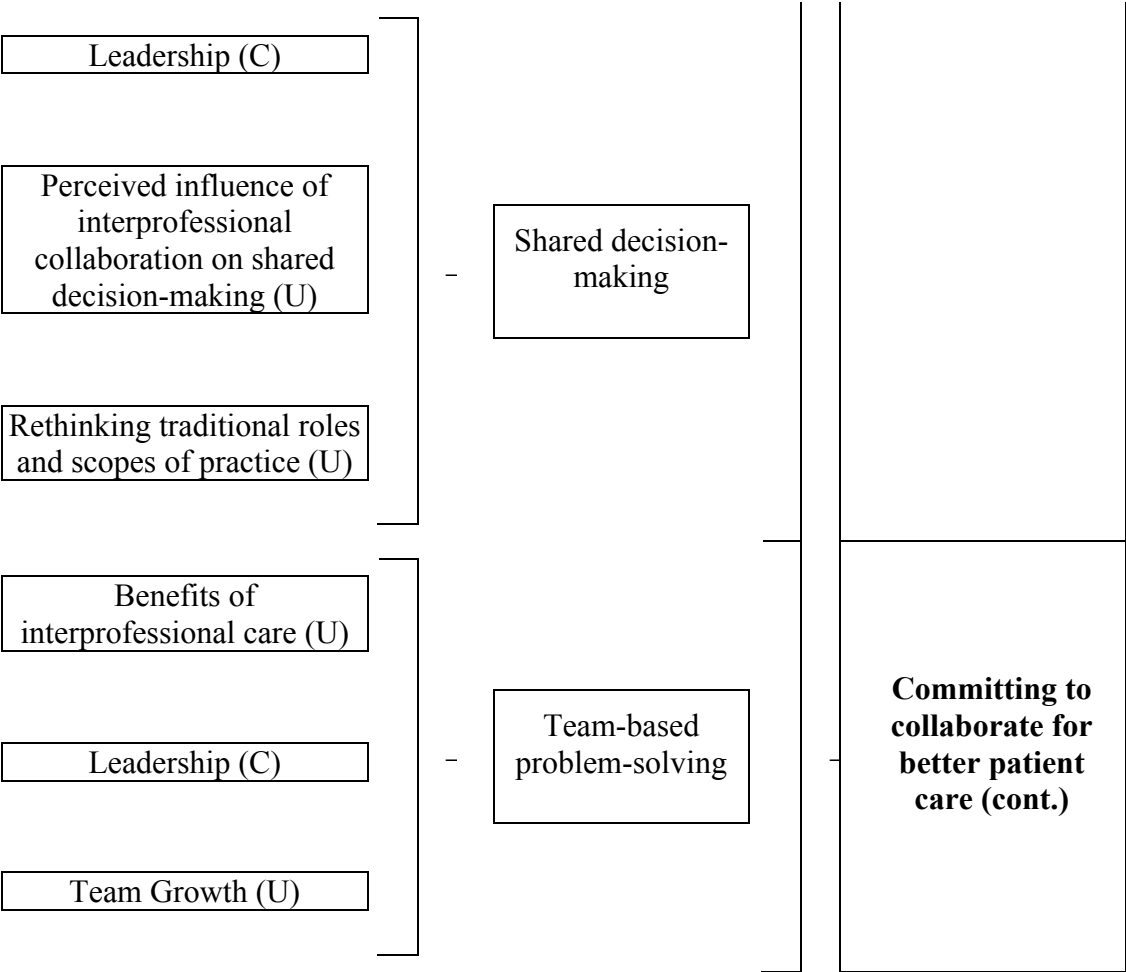 Leadership (C)
Perceived influence of
interprofessional
collaboration on shared
decision-making (U)
Shared decision-
making
Rethinking traditional roles
and scopes of practice (U)
Benefits of
interprofessional care (U)
Leadership (C)
Team Growth (U)
Team-based
problem-solving
Committing to
collaborate for
better patient
care (cont.)